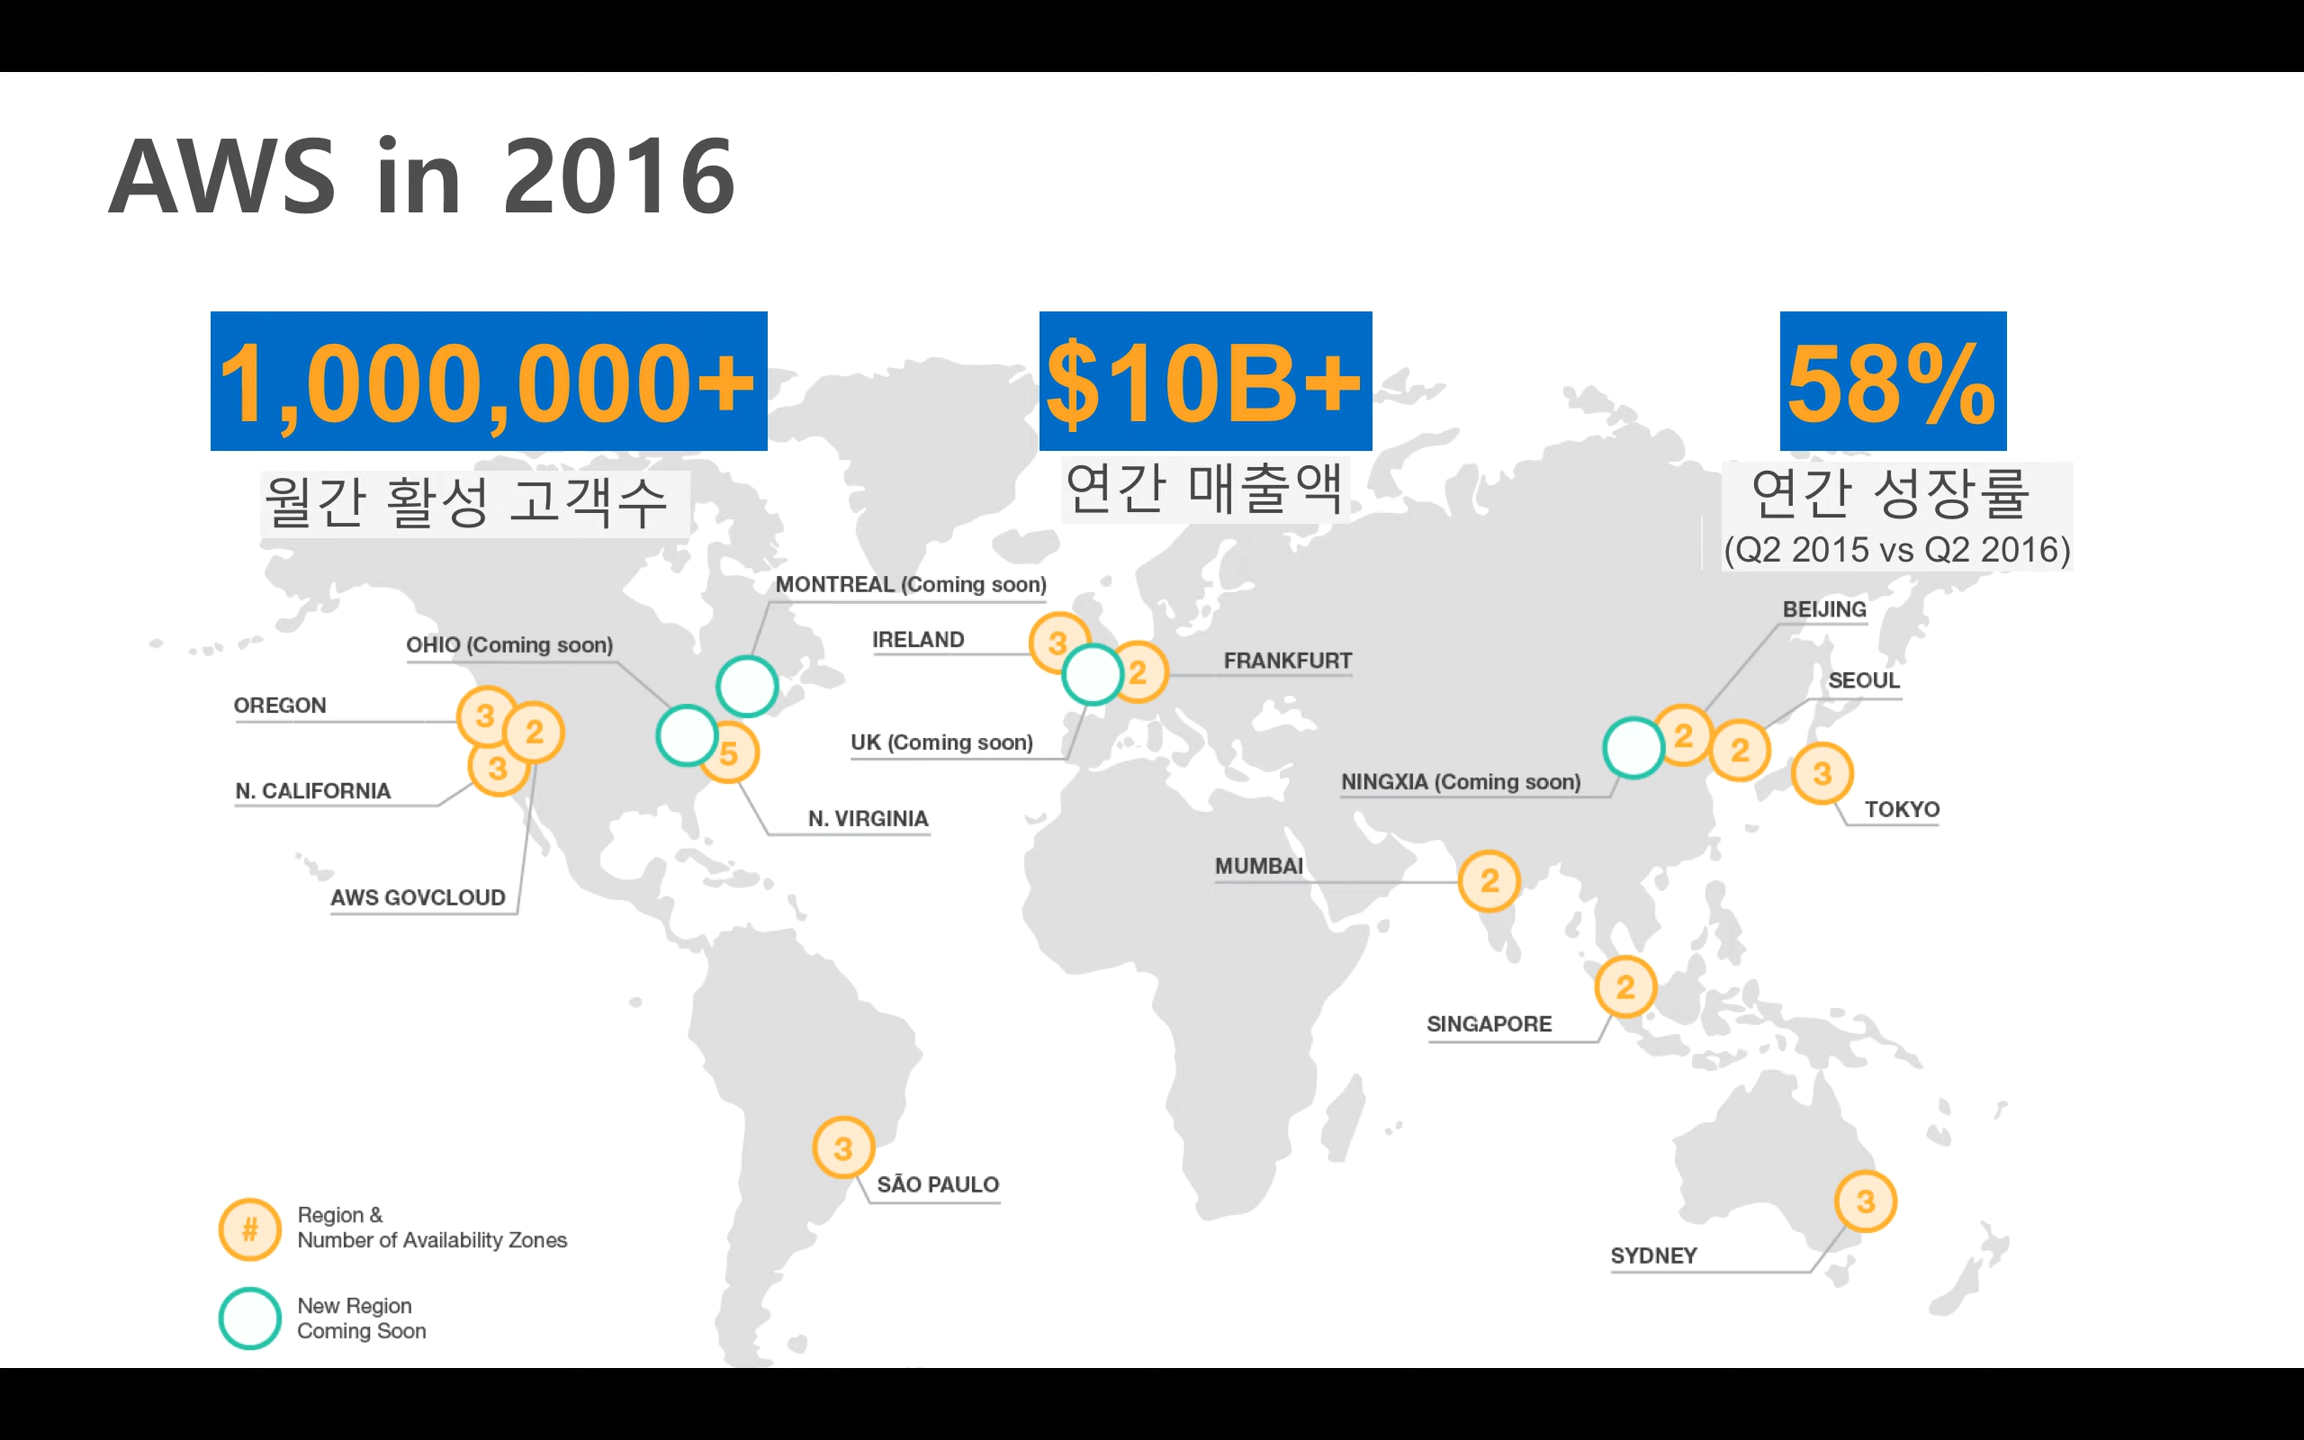 AWS in 2016
1,000,000+
월간 활성 고객수
$10B+
연간 매출액
58%
연간 성장률
(Q2 2015 vs Q2 2016)
MONTREAL (Coming soon)
OHIO (Coming soon)
OREGON
3
2
N. CALIFORNIA
3
AWS GOVCLOUD
5
N. VIRGINIA
IRELAND
3
2
FRANKFURT
UK (Coming soon)
BEIJING
SEOUL
2
2
3
TOKYO
NINGXIA (Coming soon)
MUMBAI
2
2
SINGAPORE
3
SÃO PAULO
3
SYDNEY
#
Region &
Number of Availability Zones
New Region
Coming Soon